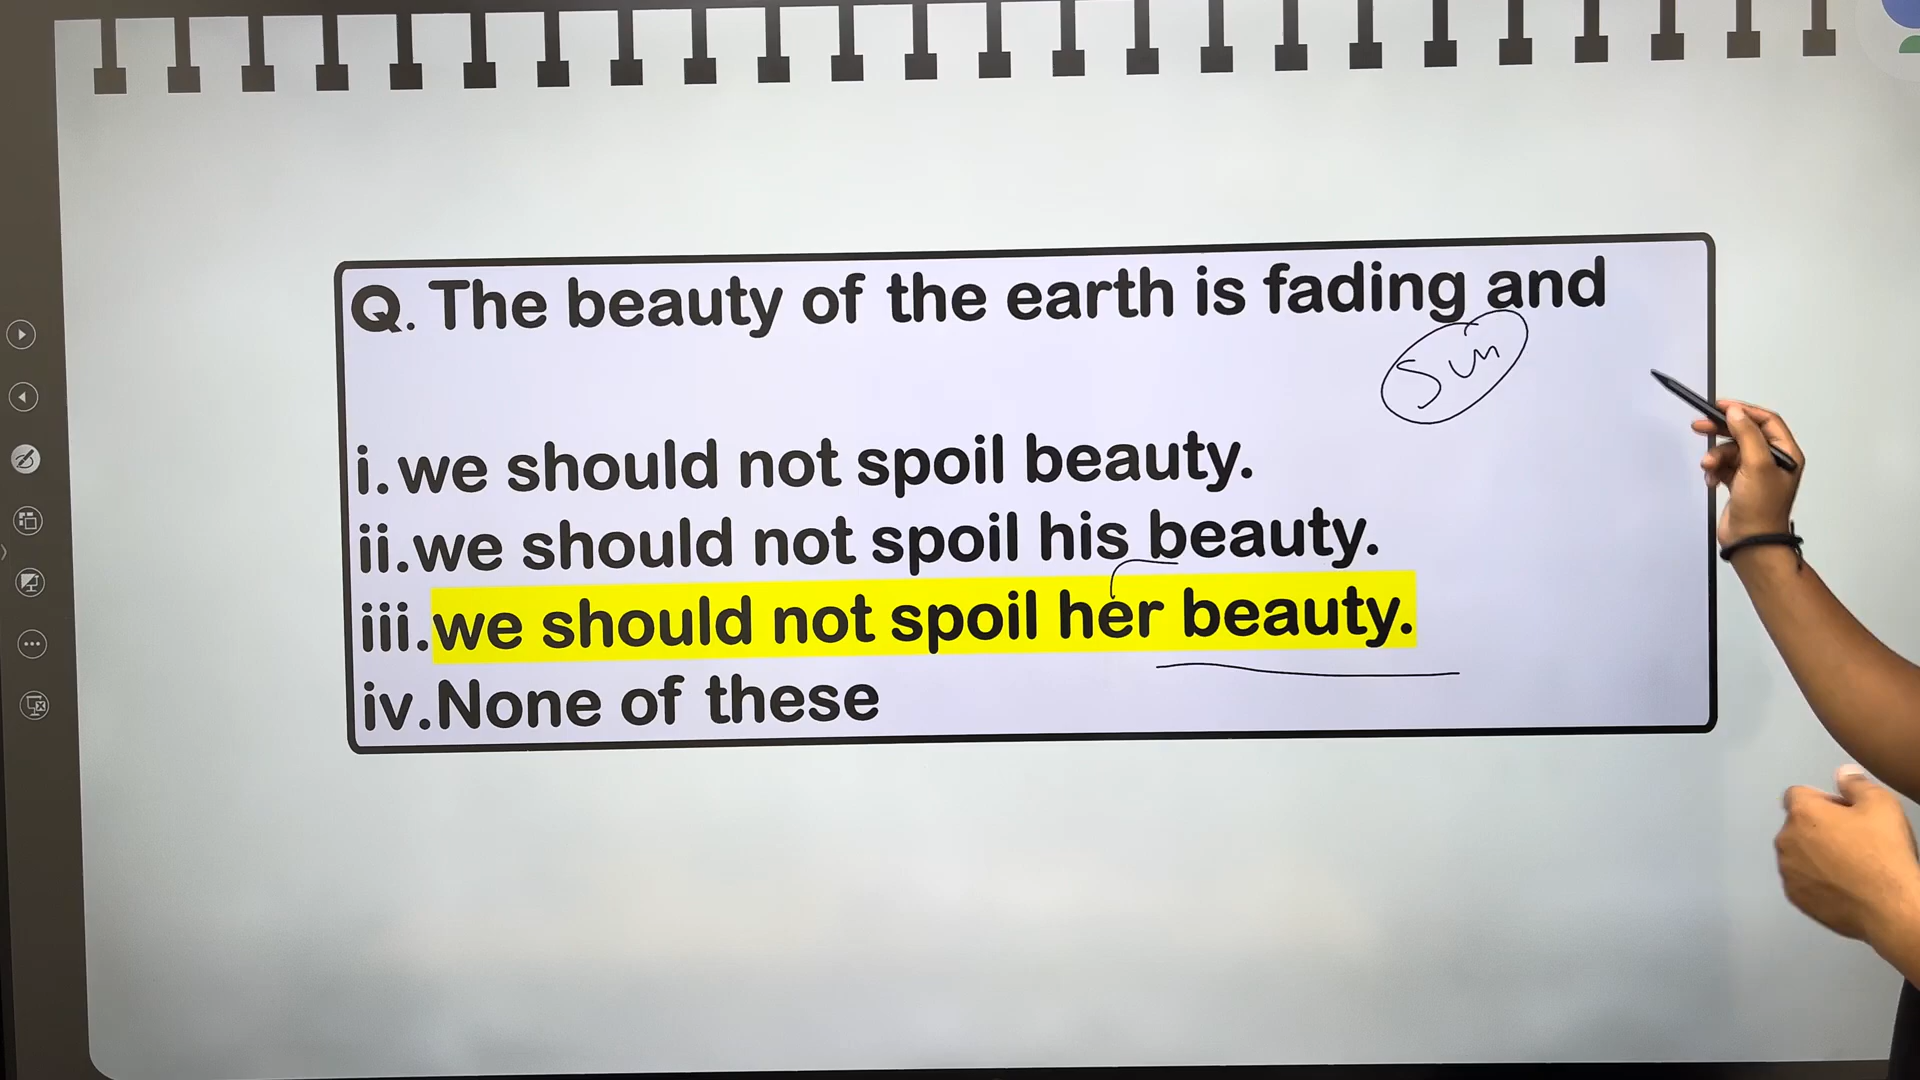 Q. The beauty of the earth is fading and
Sun
i. we should not spoil beauty.
ii. we should not spoil his beauty.
iii. we should not spoil her beauty.
iv. None of these